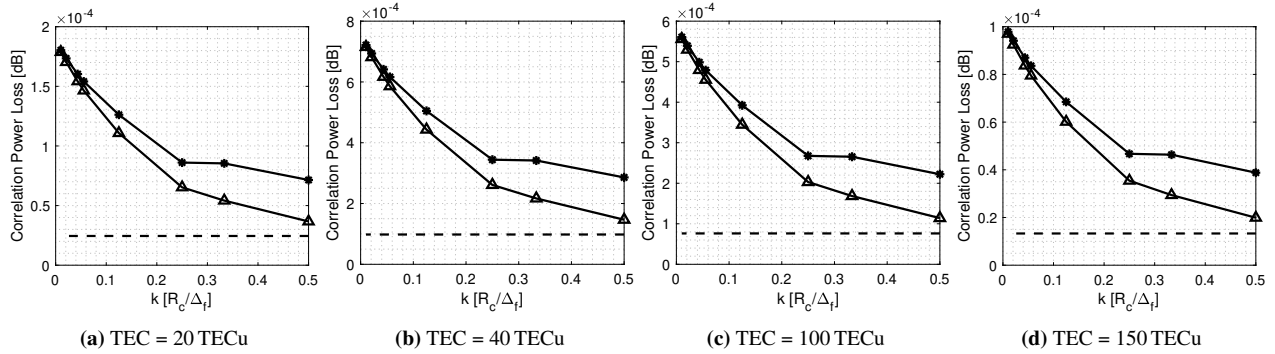 ×10⁻⁴
2
1.5
1
0.5
0
Correlation Power Loss [dB]
0 0.1 0.2 0.3 0.4 0.5
k [R_c/Δ_f]
(a) TEC = 20 TECu
×10⁻⁴
8
6
4
2
0
Correlation Power Loss [dB]
0 0.1 0.2 0.3 0.4 0.5
k [R_c/Δ_f]
(b) TEC = 40 TECu
×10⁻⁴
6
5
4
3
2
1
0
Correlation Power Loss [dB]
0 0.1 0.2 0.3 0.4 0.5
k [R_c/Δ_f]
(c) TEC = 100 TECu
×10⁻⁴
1
0.8
0.6
0.4
0.2
0
Correlation Power Loss [dB]
0 0.1 0.2 0.3 0.4 0.5
k [R_c/Δ_f]
(d) TEC = 150 TECu